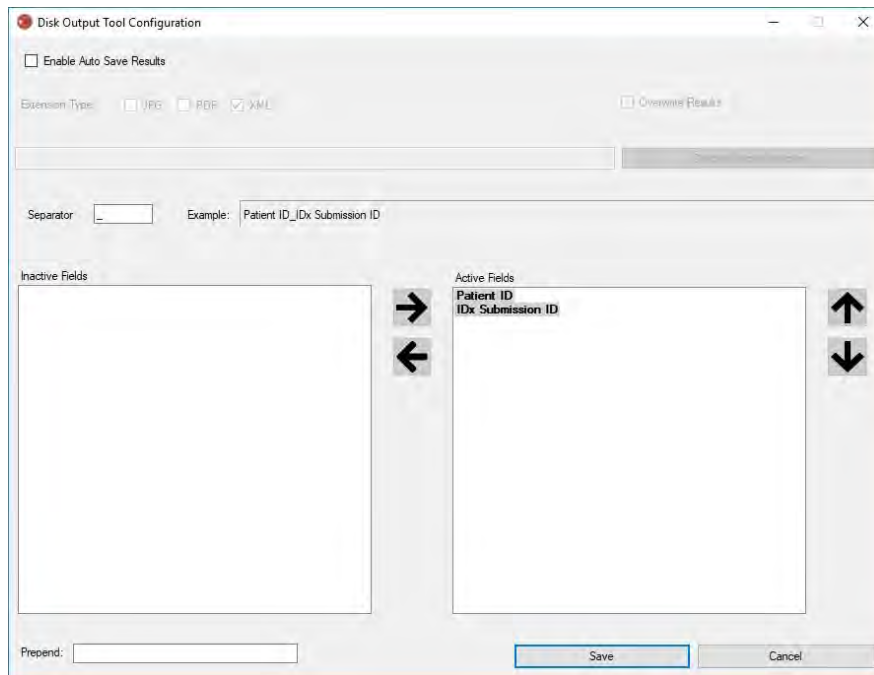 Disk Output Tool Configuration
Enable Auto Save Results
Extension Type: JPG PDF XML Overwrite Results
Separator _ Example: Patient ID_IDx Submission ID
Inactive Fields
Active Fields
Patient ID
IDx Submission ID
Prepend: Save Cancel